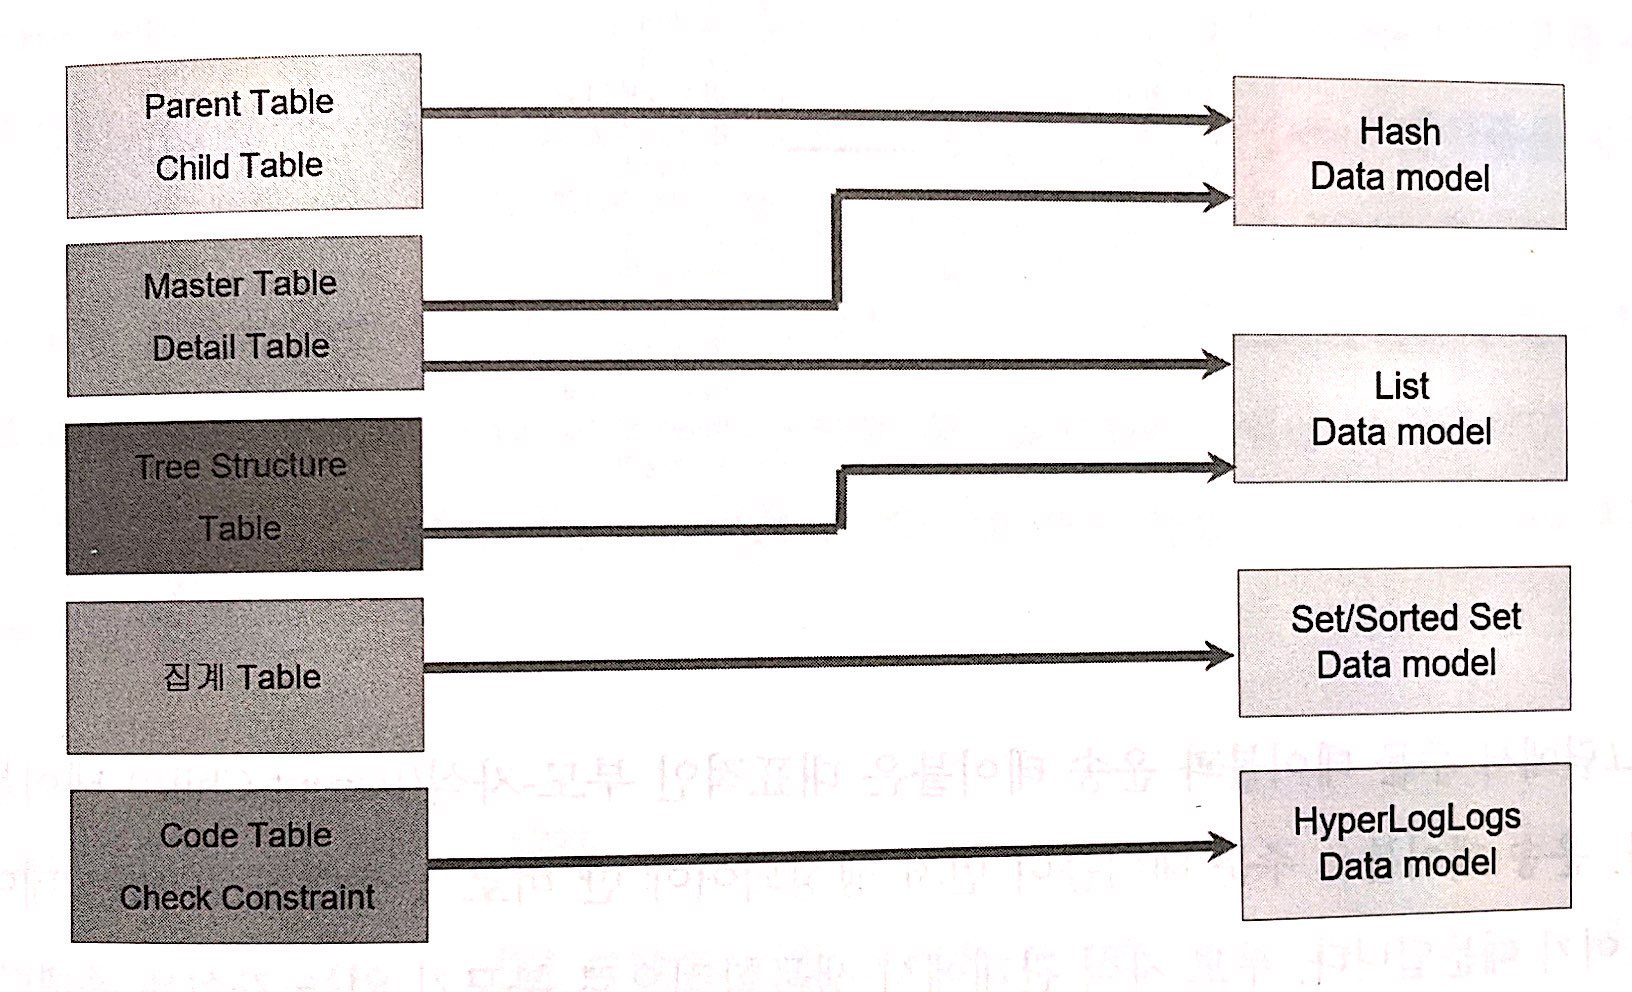 Parent Table
Child Table
Hash
Data model
Master Table
Detail Table
List
Data model
Tree Structure
Table
집계 Table
Set/Sorted Set
Data model
Code Table
Check Constraint
HyperLogLogs
Data model